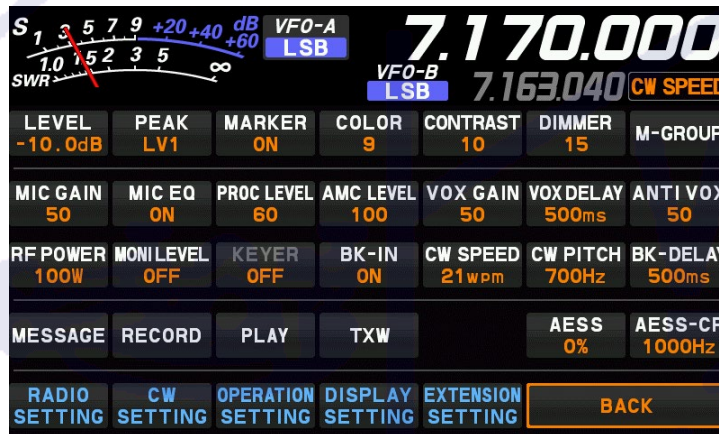 S 1 3 5 7 9 +20 +40 +60 dB
SWR 1.0 1.5 2 3 5 ∞
VFO-A
LSB
7.170.000
VFO-B
LSB
7.163.040
CW SPEED
LEVEL PEAK MARKER COLOR CONTRAST DIMMER M-GROUP
-10.0dB LV1 ON 9 10 15
MIC GAIN MIC EQ PROC LEVEL AMC LEVEL VOX GAIN VOX DELAY ANTI VOX
50 ON 60 100 50 500ms 50
RF POWER MONI LEVEL KEYER BK-IN CW SPEED CW PITCH BK-DELAY
100W OFF OFF ON 21wpm 700Hz 500ms
MESSAGE RECORD PLAY TXW AESS AESS-CF
0% 1000Hz
RADIO CW OPERATION DISPLAY EXTENSION BACK
SETTING SETTING SETTING SETTING SETTING